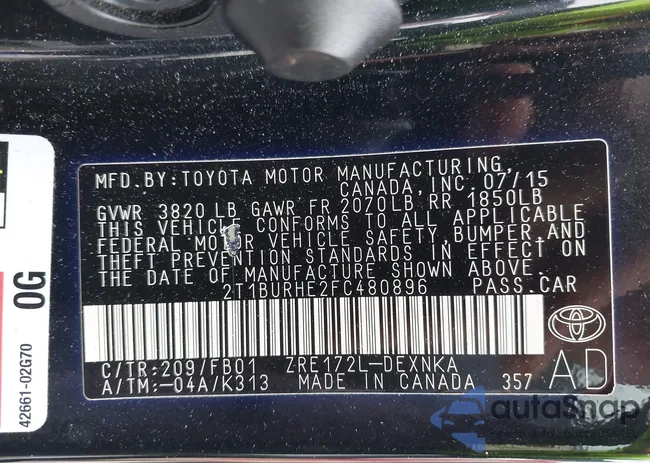 MFD.BY:TOYOTA MOTOR MANUFACTURING,
CANADA, INC. 07/15
GVWR 3820 LB GAWR FR 2070LB RR 1850LB
THIS VEHICLE CONFORMS TO ALL APPLICABLE
FEDERAL MOTOR VEHICLE SAFETY, BUMPER, AND
THEFT PREVENTION STANDARDS IN EFFECT ON
THE DATE OF MANUFACTURE SHOWN ABOVE.
2T1BURHE2FC480896 PASS.CAR
C/TR:209/FB01 ZRE172L-DEXNKA
A/TM:-04A/K313 MADE IN CANADA 357 AD
0G
42661-02G70
autoSnap